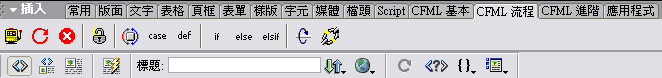 插入 常用 版面 文字 表格 頁框 表單 樣版 字元 媒體 檔頭 Script CFML 基本 CFML 流程 CFML 進階 應用程式
case def if else elsif
標題: